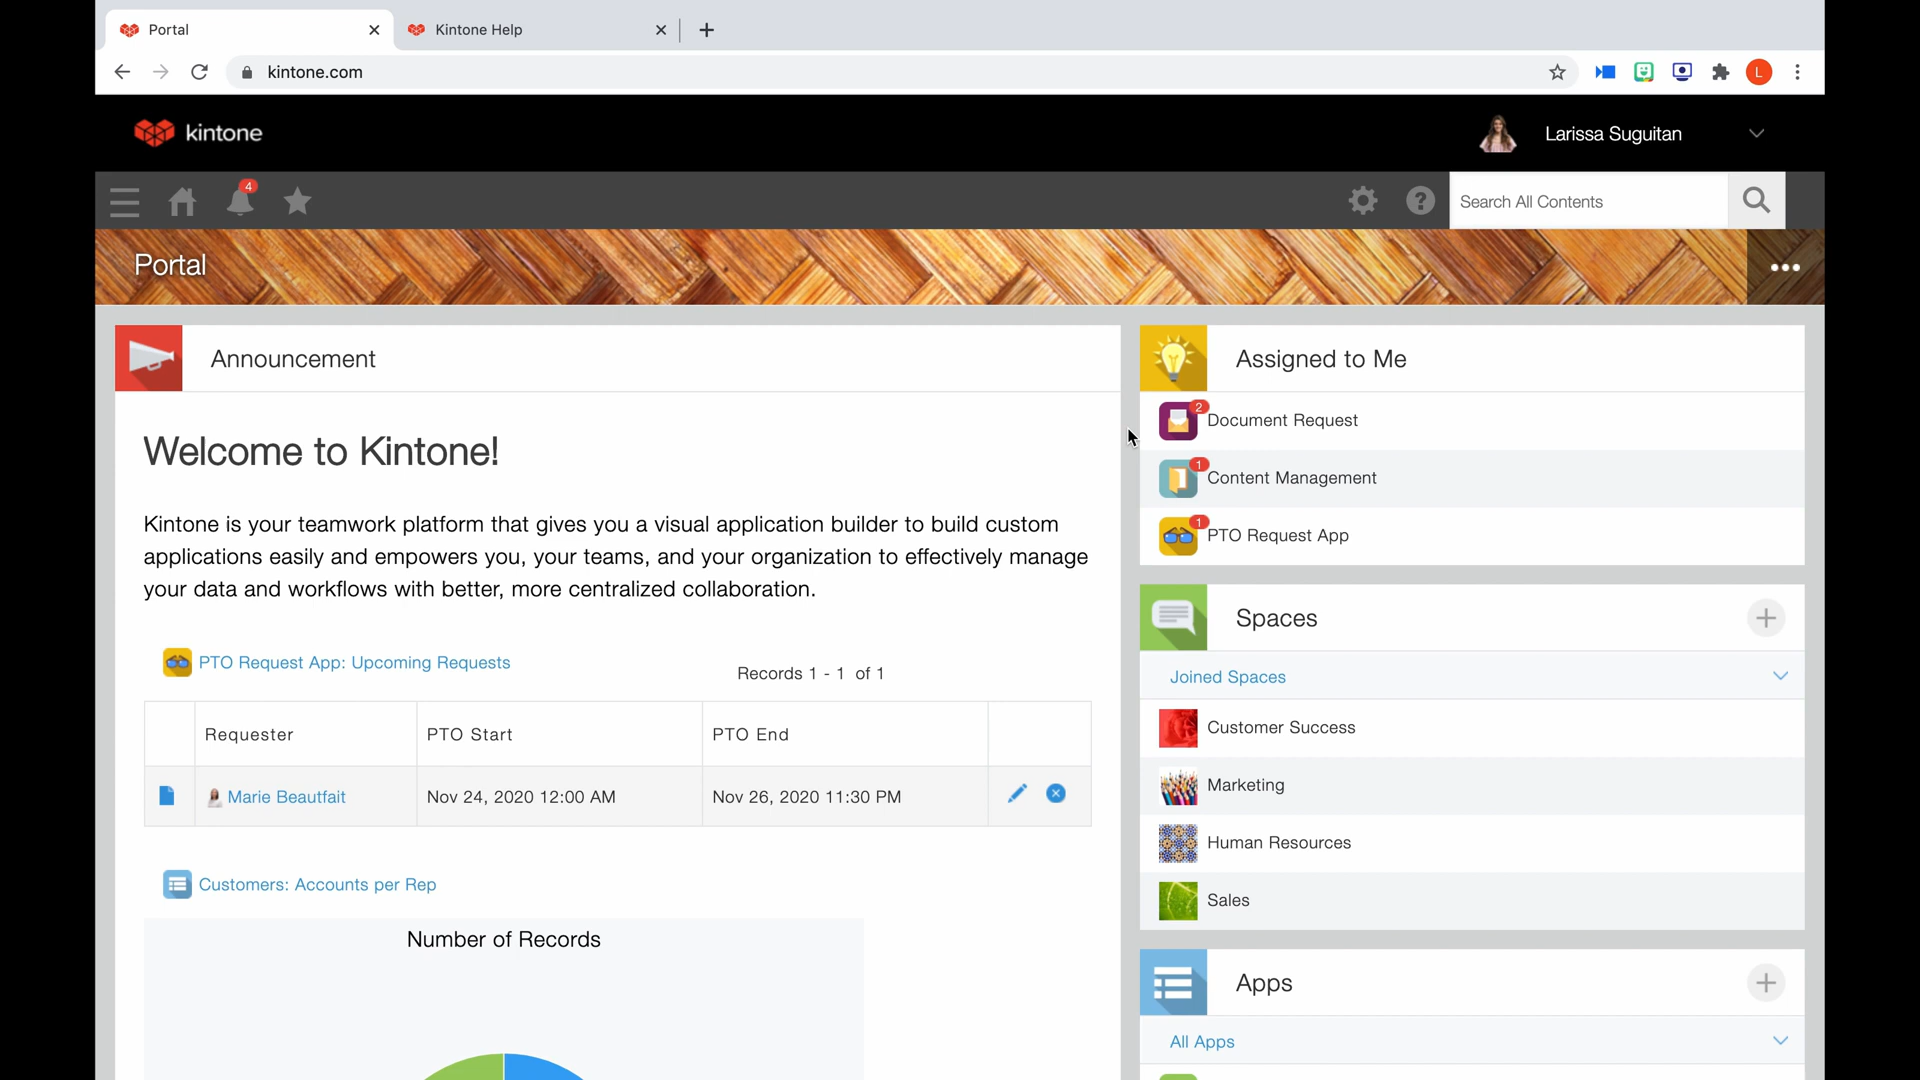 Portal
Kintone Help
kintone.com
L
kintone
Larissa Suguitan
4
Search All Contents
Portal
Announcement
Welcome to Kintone!
Kintone is your teamwork platform that gives you a visual application builder to build custom
applications easily and empowers you, your teams, and your organization to effectively manage
your data and workflows with better, more centralized collaboration.
PTO Request App: Upcoming Requests
Records 1 - 1 of 1
Requester PTO Start PTO End
Marie Beautfait Nov 24, 2020 12:00 AM Nov 26, 2020 11:30 PM
Customers: Accounts per Rep
Number of Records
Assigned to Me
2
Document Request
1
Content Management
1
PTO Request App
Spaces
Joined Spaces
Customer Success
Marketing
Human Resources
Sales
Apps
All Apps